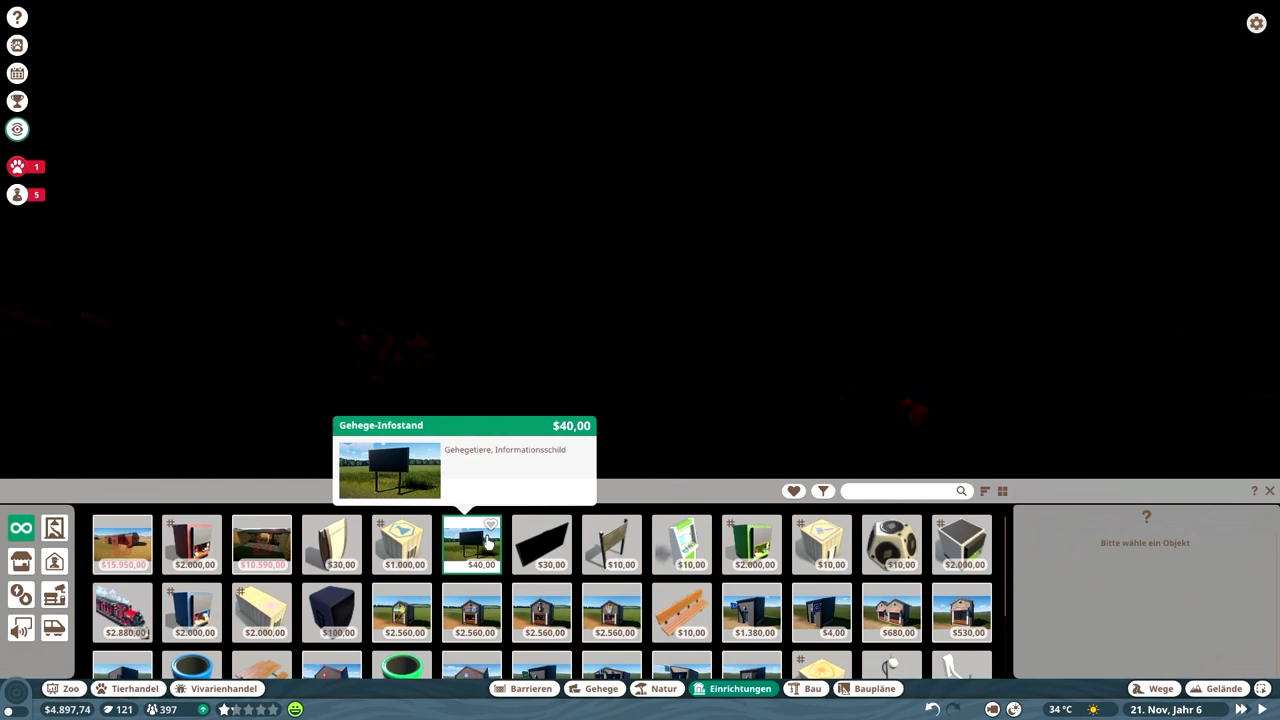 ?
1
5
Gehege-Infostand $40,00
Gehegetiere, Informationsschild
? ✕
$15.950,00 $2.000,00 $10.590,00 $30,00 $1.000,00 $40,00 $30,00 $10,00 $10,00 $2.000,00 $10,00 $10,00 $2.000,00
?
Bitte wähle ein Objekt
$2.880,00 $2.000,00 $2.000,00 $100,00 $2.560,00 $2.560,00 $2.560,00 $2.560,00 $10,00 $1.380,00 $4,00 $680,00 $530,00
Zoo Tierhandel Vivarienhandel Barrieren Gehege Natur Einrichtungen Bau Baupläne Wege Gelände
$4.897,74 121 397 34 °C 21. Nov, Jahr 6